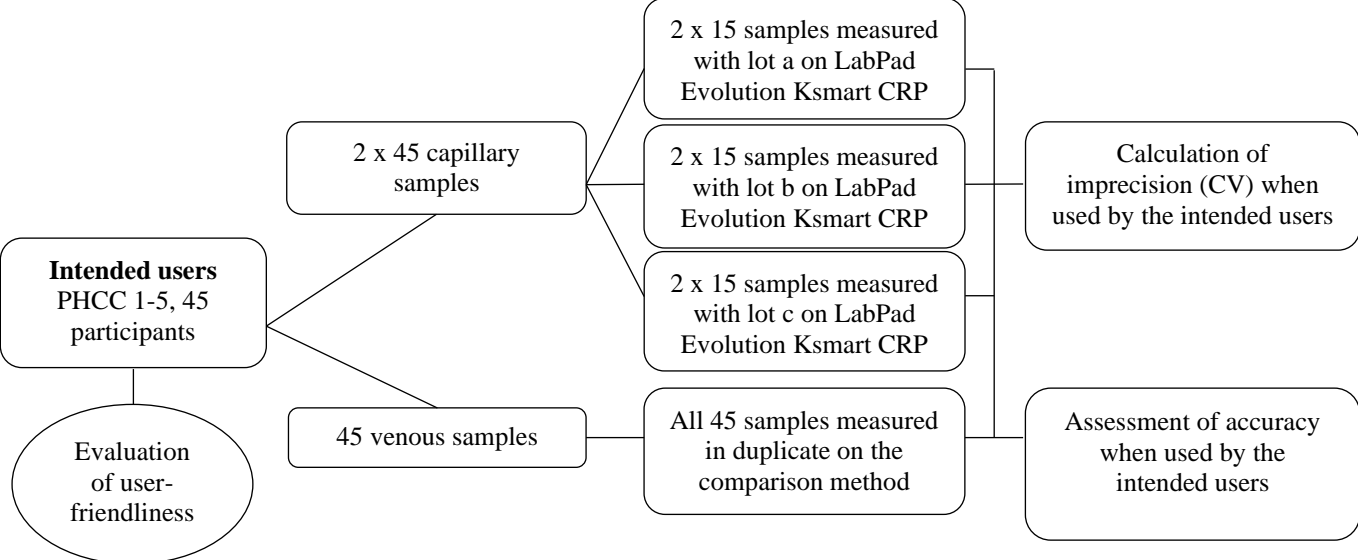 Intended users
PHCC 1-5, 45
participants
Evaluation
of user-
friendliness
2 x 45 capillary
samples
45 venous samples
2 x 15 samples measured
with lot a on LabPad
Evolution Ksmart CRP
2 x 15 samples measured
with lot b on LabPad
Evolution Ksmart CRP
2 x 15 samples measured
with lot c on LabPad
Evolution Ksmart CRP
All 45 samples measured
in duplicate on the
comparison method
Calculation of
imprecision (CV) when
used by the intended users
Assessment of accuracy
when used by the
intended users